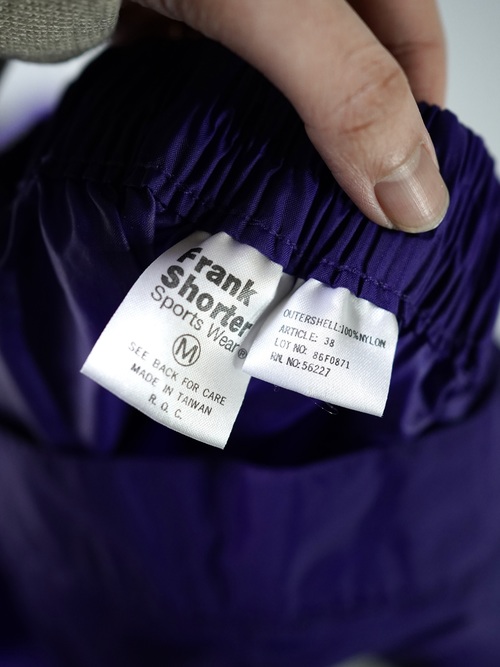 Frank
Shorter
Sports Wear®
M
SEE BACK FOR CARE
MADE IN TAIWAN
R. O. C.
OUTERSHELL:100%NYLON
ARTICLE: 38
LOT NO: 86F0871
RN NO:56227